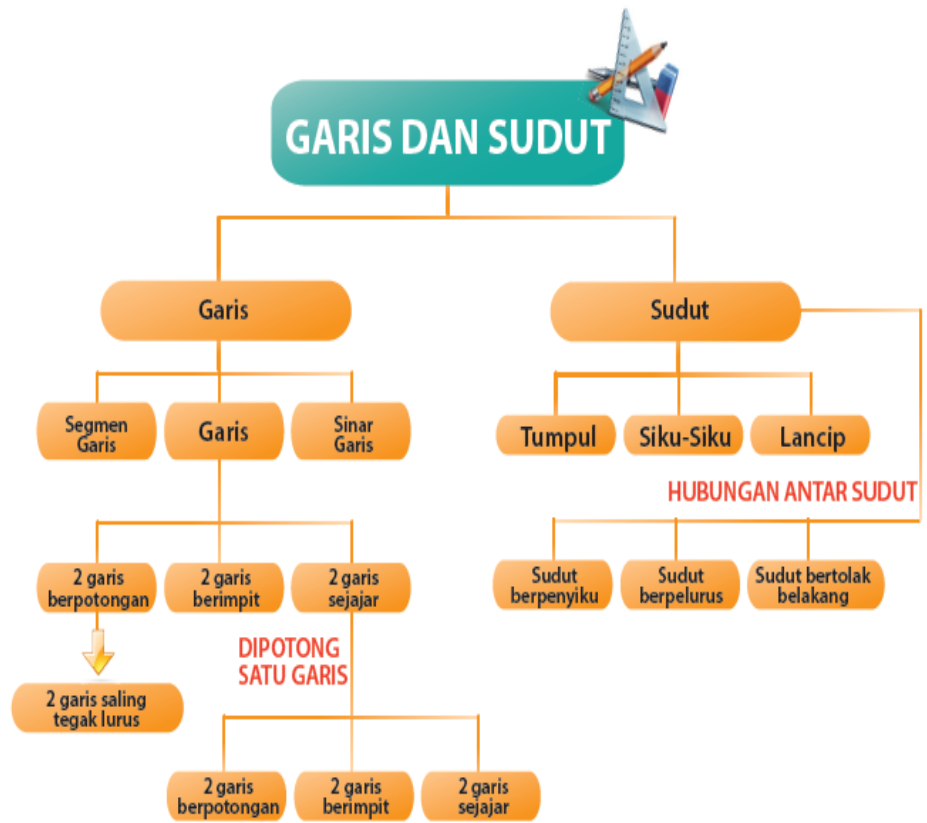 GARIS DAN SUDUT
Garis
Sudut
Segmen
Garis
Garis
Sinar
Garis
Tumpul
Siku-Siku
Lancip
HUBUNGAN ANTAR SUDUT
2 garis
berpotongan
2 garis
berimpit
2 garis
sejajar
Sudut
berpenyiku
Sudut
berpelurus
Sudut bertolak
belakang
DIPOTONG
SATU GARIS
2 garis saling
tegak lurus
2 garis
berpotongan
2 garis
berimpit
2 garis
sejajar